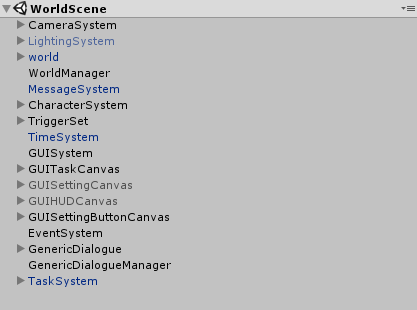 WorldScene
CameraSystem
LightingSystem
world
WorldManager
MessageSystem
CharacterSystem
TriggerSet
TimeSystem
GUISystem
GUITaskCanvas
GUISettingCanvas
GUIHUDCanvas
GUISettingButtonCanvas
EventSystem
GenericDialogue
GenericDialogueManager
TaskSystem